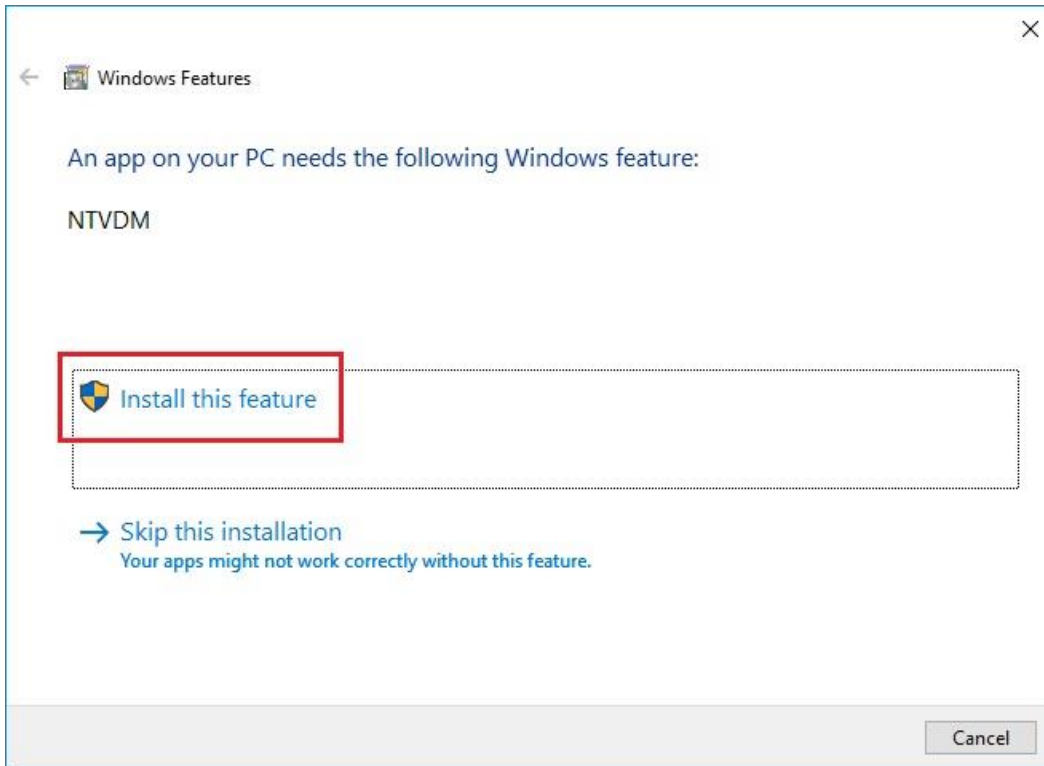 Windows Features
An app on your PC needs the following Windows feature:
NTVDM
Install this feature
Skip this installation
Your apps might not work correctly without this feature.
Cancel